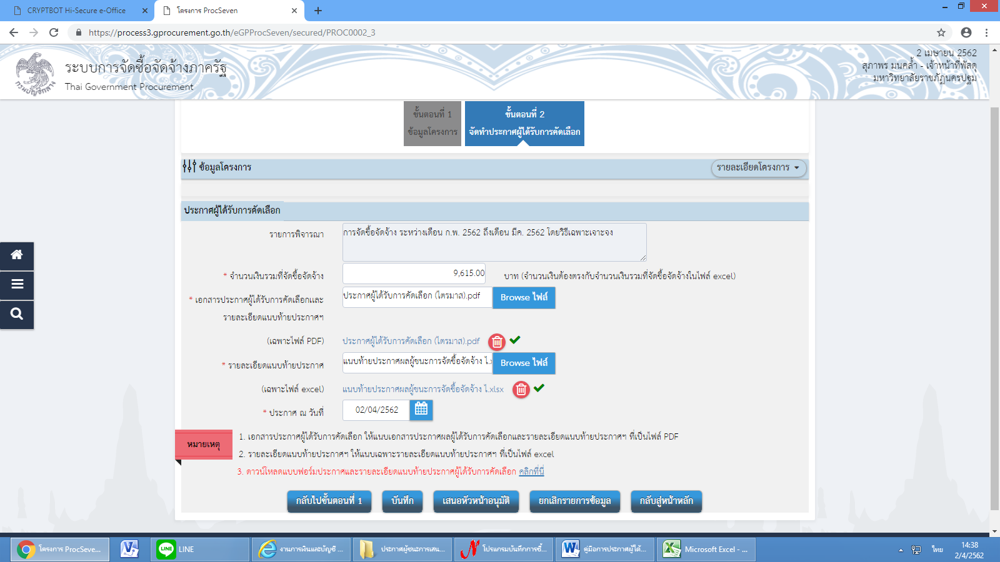 CRYPTBOT Hi-Secure e-Office
โครงการ ProcSeven
https://process3.gprocurement.go.th/eGPProcSeven/secured/PROC0002_3
ระบบการจัดซื้อจัดจ้างภาครัฐ
Thai Government Procurement
2 เมษายน 2562
สุภาพร มนคล้ำ - เจ้าหน้าที่พัสดุ
มหาวิทยาลัยราชภัฏนครปฐม
ขั้นตอนที่ 1
ข้อมูลโครงการ
ขั้นตอนที่ 2
จัดทำประกาศผู้ได้รับการคัดเลือก
ข้อมูลโครงการ
รายละเอียดโครงการ
ประกาศผู้ได้รับการคัดเลือก
รายการพิจารณา
การจัดซื้อจัดจ้าง ระหว่างเดือน ก.พ. 2562 ถึงเดือน มีค. 2562 โดยวิธีเฉพาะเจาะจง
* จำนวนเงินรวมที่จัดซื้อจัดจ้าง
9,615.00
บาท (จำนวนเงินต้องตรงกับจำนวนเงินรวมที่จัดซื้อจัดจ้างในไฟล์ excel)
* เอกสารประกาศผู้ได้รับการคัดเลือกและ
รายละเอียดแนบท้ายประกาศฯ
ประกาศผู้ได้รับการคัดเลือก (ไตรมาส).pdf
Browse ไฟล์
(เฉพาะไฟล์ PDF)
ประกาศผู้ได้รับการคัดเลือก (ไตรมาส).pdf
* รายละเอียดแนบท้ายประกาศ
แนบท้ายประกาศผลผู้ชนะการจัดซื้อจัดจ้าง ไ.x
Browse ไฟล์
(เฉพาะไฟล์ excel)
แนบท้ายประกาศผลผู้ชนะการจัดซื้อจัดจ้าง ไ.xlsx
* ประกาศ ณ วันที่
02/04/2562
หมายเหตุ
1. เอกสารประกาศผู้ได้รับการคัดเลือก ให้แนบเอกสารประกาศผลผู้ได้รับการคัดเลือกและรายละเอียดแนบท้ายประกาศฯ ที่เป็นไฟล์ PDF
2. รายละเอียดแนบท้ายประกาศฯ ให้แนบเฉพาะรายละเอียดแนบท้ายประกาศฯ ที่เป็นไฟล์ excel
3. ดาวน์โหลดแบบฟอร์มประกาศและรายละเอียดแนบท้ายประกาศผู้ได้รับการคัดเลือก คลิกที่นี่
กลับไปขั้นตอนที่ 1
บันทึก
เสนอหัวหน้าอนุมัติ
ยกเลิกรายการข้อมูล
กลับสู่หน้าหลัก
โครงการ ProcSeve...
LINE
LINE
งานการเงินและบัญชี ...
ประกาศผู้ชนะการเสน...
โปรแกรมบันทึกการซื้...
คู่มือการประกาศผู้ได้...
Microsoft Excel - ...
ไทย
14:38
2/4/2562